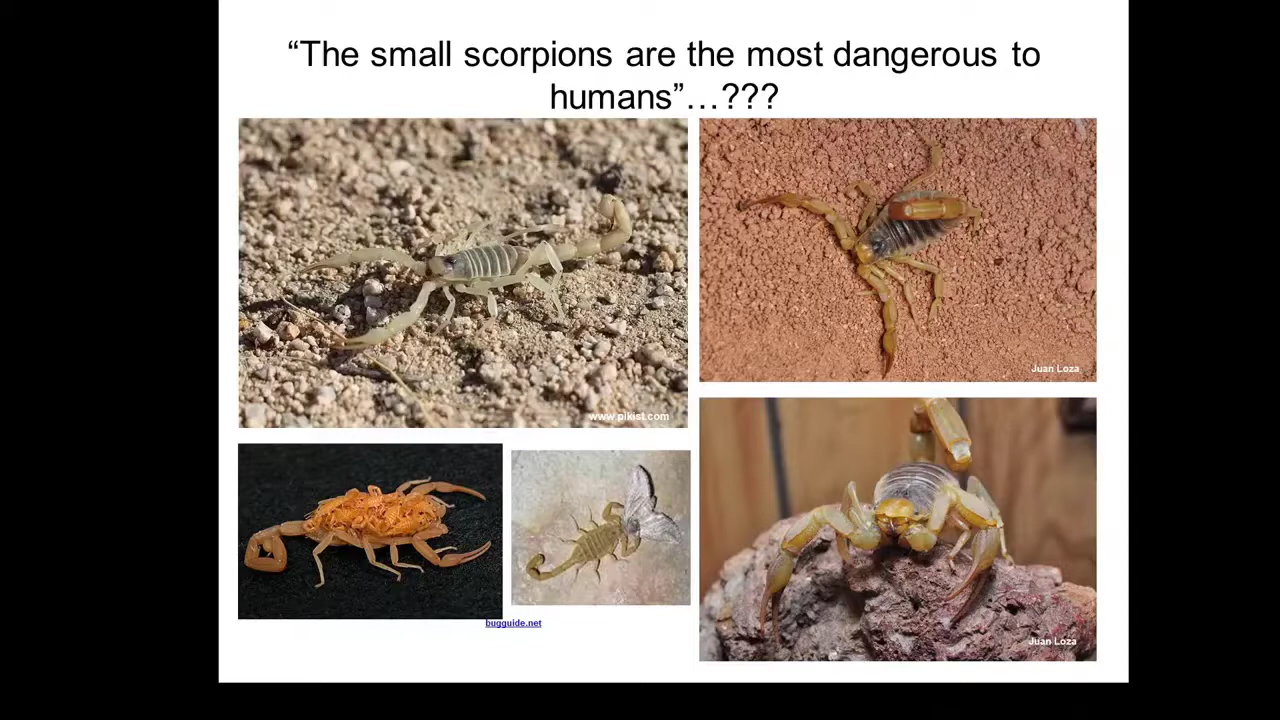 “The small scorpions are the most dangerous to
humans”…???
www.pikist.com
Juan Loza
bugguide.net
Juan Loza